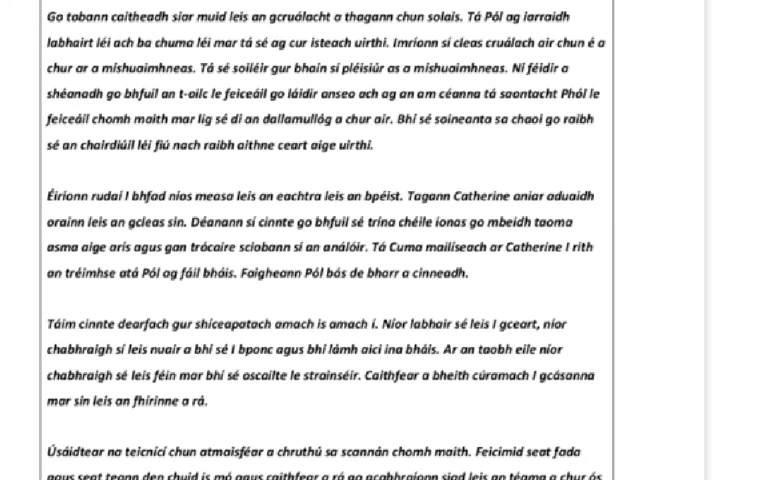 Go tobann caitheadh siar muid leis an gcruálacht a thagann chun solais. Tá Pól ag iarraidh
labhairt léi ach ba chuma léi mar tá sé ag cur isteach uirthi. Imríonn sí cleas cruálach air chun é a
chur ar a mishuaimhneas. Tá sé soiléir gur bhain sí pléisiúr as a mishuaimhneas. Ní féidir a
shéanadh go bhfuil an t-oilc le feiceáil go láidir anseo ach ag an am céanna tá saontacht Phól le
feiceáil chomh maith mar lig sé di an dallamullóg a chur air. Bhí sé soineanta sa chaoi go raibh
sé an chairdiúil léi fiú nach raibh aithne ceart aige uirthi.
Éiríonn rudaí I bhfad níos measa leis an eachtra leis an bpéist. Tagann Catherine aniar aduaidh
orainn leis an gcleas sin. Déanann sí cinnte go bhfuil sé trína chéile ionas go mbeidh taoma
asma aige arís agus gan trócaire sciobann sí an análóir. Tá Cuma mailíseach ar Catherine I rith
an tréimhse atá Pól ag fáil bháis. Faigheann Pól bás de bharr a cinneadh.
Táim cinnte dearfach gur shíceapatach amach is amach í. Níor labhair sé leis I gceart, níor
chabhraigh sí leis nuair a bhí sé I bponc agus bhí lámh aici ina bháis. Ar an taobh eile níor
chabhraigh sé leis féin mar bhí sé oscailte le strainséir. Caithfear a bheith cúramach I gcásanna
mar sin leis an fhírinne a rá.
Úsáidtear na teicnící chun atmaisféar a chruthú sa scannán chomh maith. Feicimid seat fada
agus seat teann den chuid is mó agus caithfear a rá go gcabhraíonn siad leis an téama a chur ós